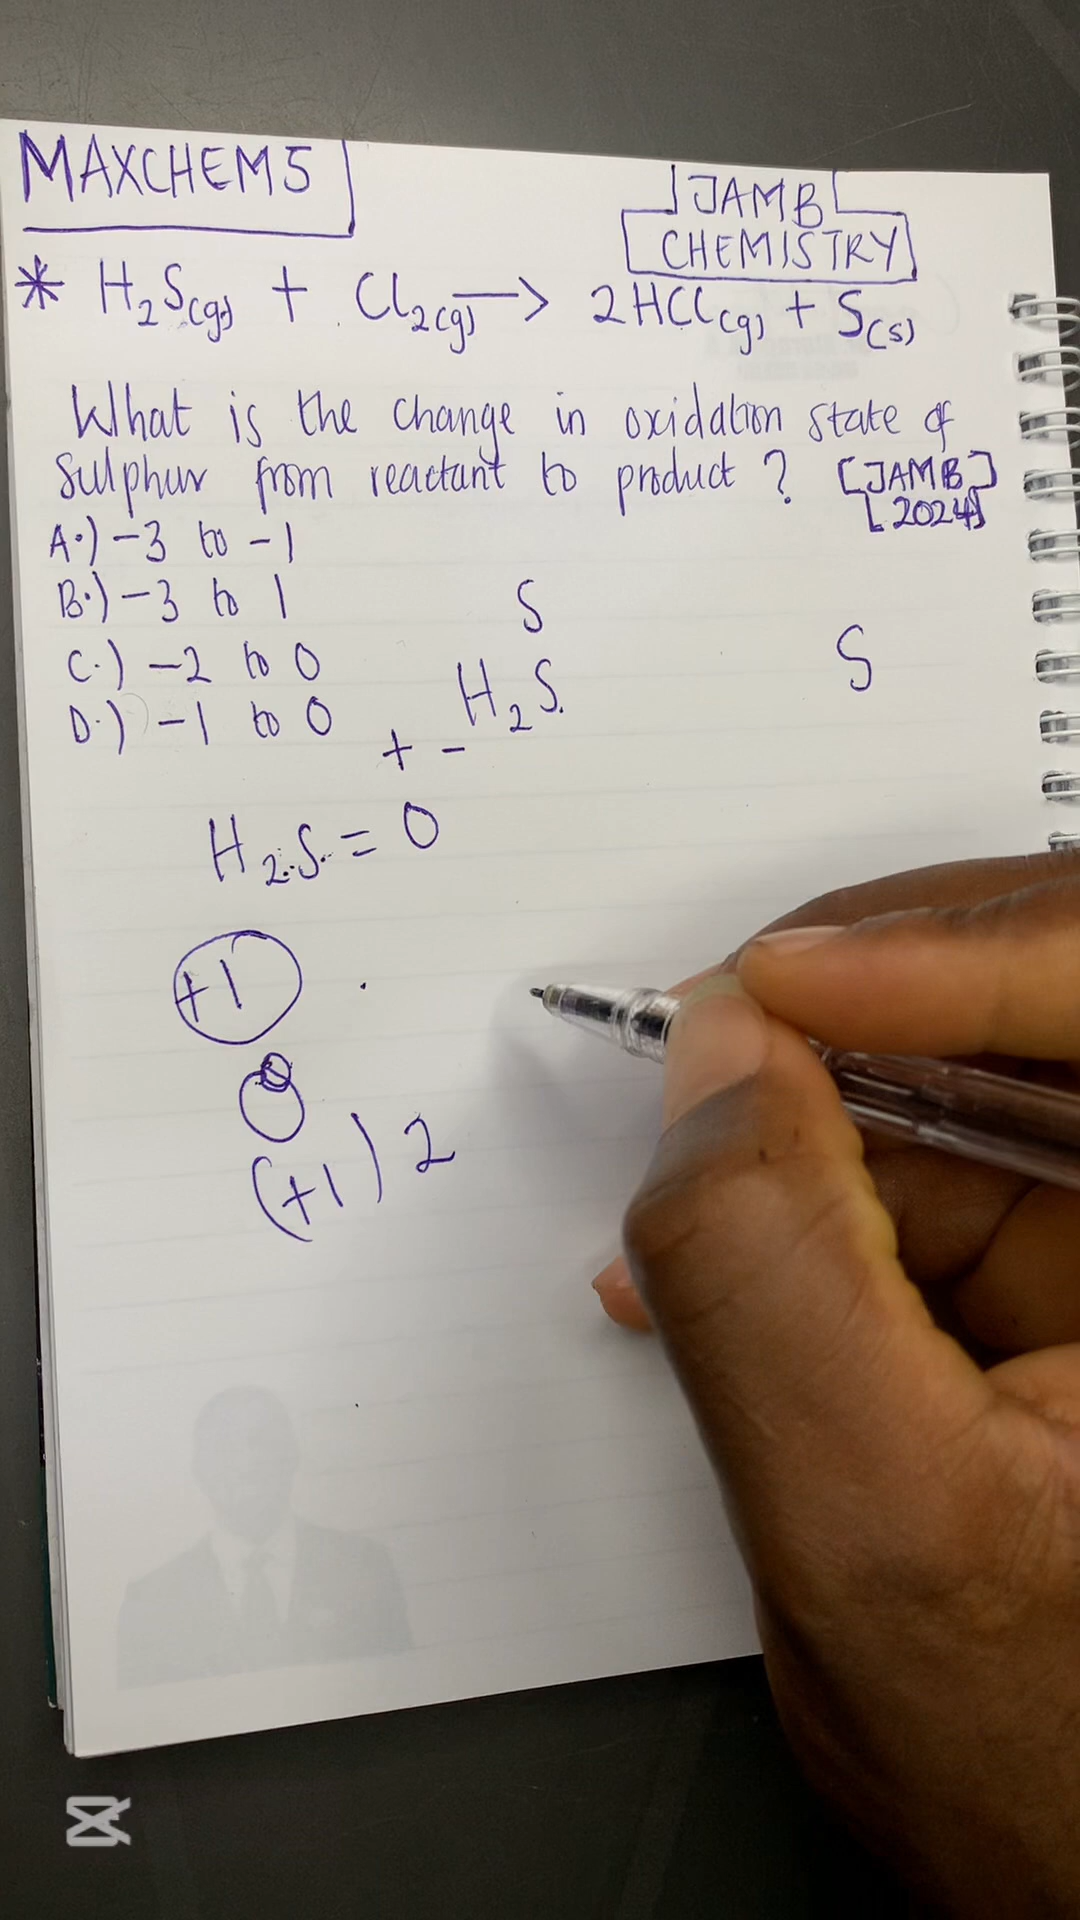 MAXCHEM5
JAMB
CHEMISTRY
* H₂S(g) + Cl₂(g) → 2HCl(g) + S(s)
What is the change in oxidation state of
Sulphur from reactant to product ? [JAMB]
[2024]
A.) -3 to -1
B.) -3 to 1
C.) -2 to 0
D.) -1 to 0
S
H₂S.
S
+ -
H₂S = 0
+1
(+1)2